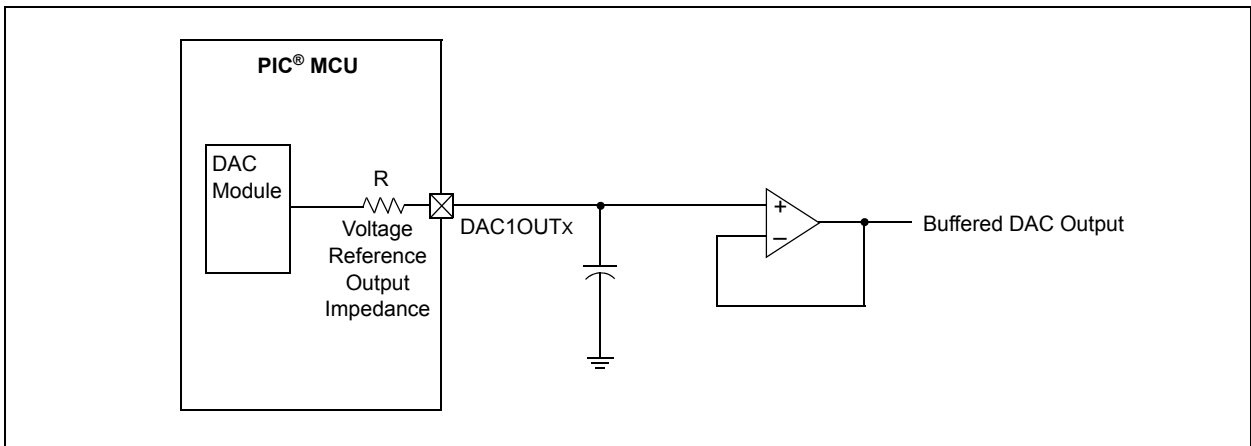 PIC® MCU
DAC
Module
R
Voltage
Reference
Output
Impedance
DAC1OUTX
+
–
Buffered DAC Output